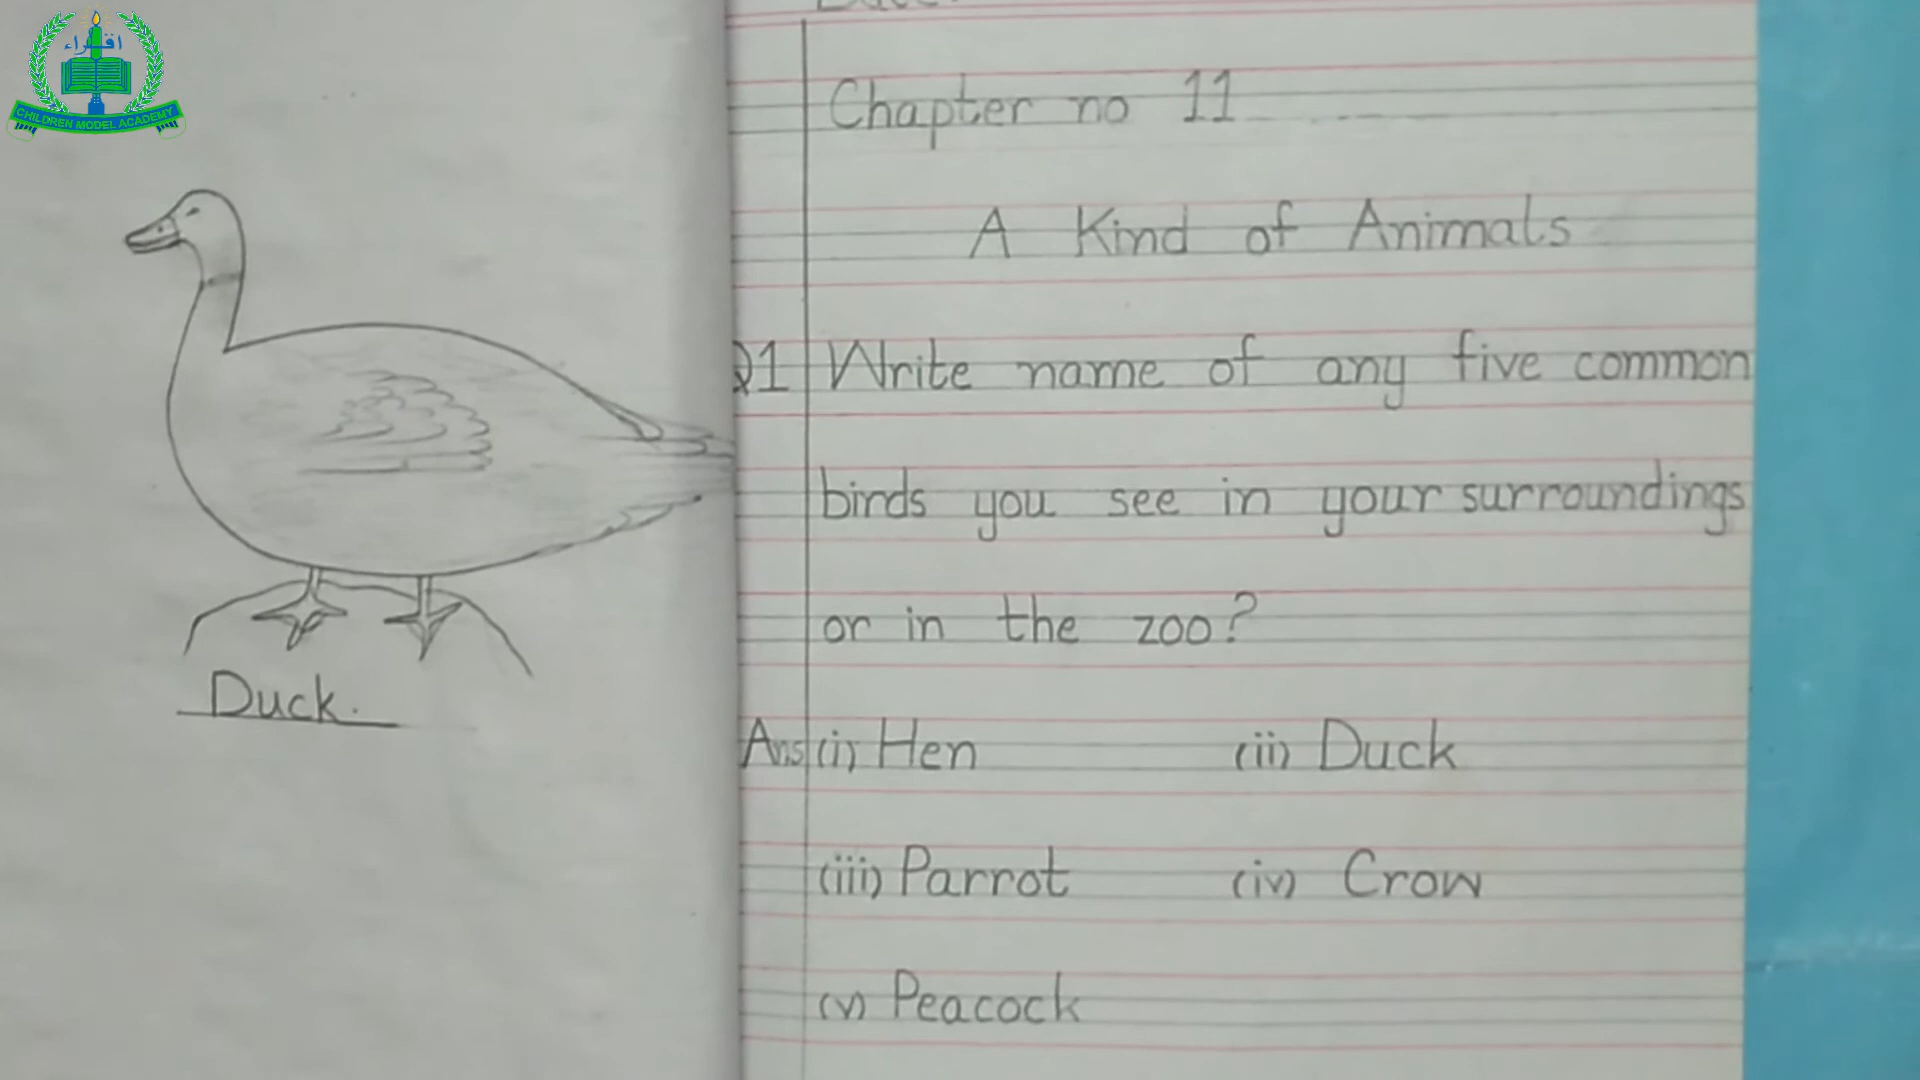 اقراء
CHILDREN MODEL ACADEMY
Duck.
Chapter no 11
A Kind of Animals
Q1 Write name of any five common
birds you see in your surroundings
or in the zoo?
Ans (i) Hen (ii) Duck
(iii) Parrot (iv) Crow
(v) Peacock